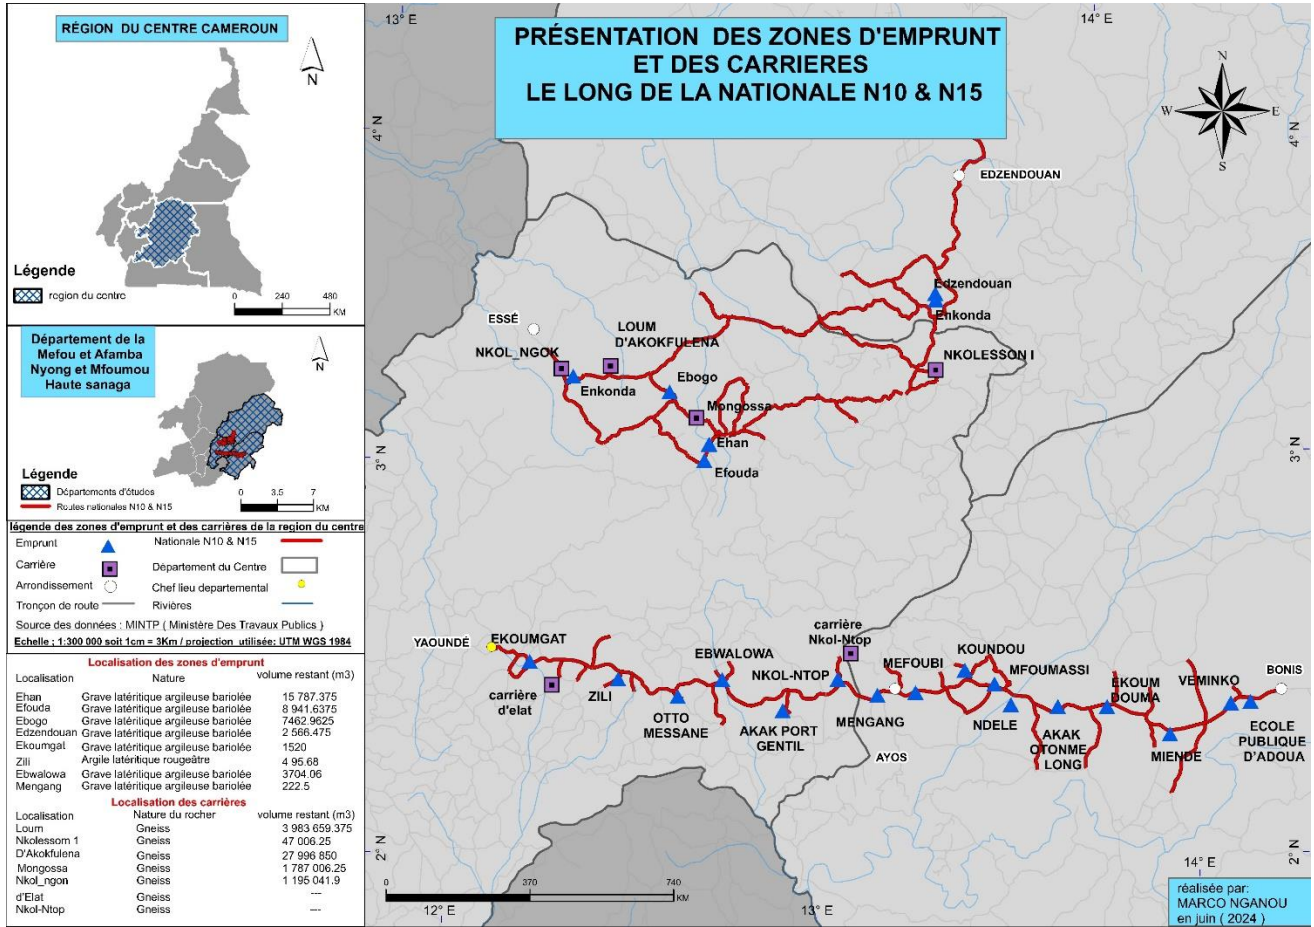 RÉGION DU CENTRE CAMEROUN
N
Légende
region du centre
0 240 480
KM
Département de la
Mefou et Afamba
Nyong et Mfoumou
Haute sanaga
N
Légende
Départements d'études
Routes nationales N10 & N15
0 3.5 7
KM
légende des zones d'emprunt et des carrières de la region du centre
Emprunt
Nationale N10 & N15
Carrière
Département du Centre
Arrondissement
Chef lieu departemental
Tronçon de route
Rivières
Source des données : MINTP ( Ministère Des Travaux Publics )
Echelle : 1:300 000 soit 1cm = 3Km / projection utilisée: UTM WGS 1984
Localisation des zones d'emprunt
Localisation Nature volume restant (m3)
Ehan Grave latéritique argileuse bariolée 15 787.375
Efouda Grave latéritique argileuse bariolée 8 941.6375
Ebogo Grave latéritique argileuse bariolée 7462.9625
Edzendouan Grave latéritique argileuse bariolée 2 566.475
Ekoumgal Grave latéritique argileuse bariolée 1520
Zili Argile latéritique rougeâtre 4 95.68
Ebwalowa Grave latéritique argileuse bariolée 3704.06
Mengang Grave latéritique argileuse bariolée 222.5
Localisation des carrières
Localisation Nature du rocher volume restant (m3)
Loum Gneiss 3 983 659.375
Nkolessom 1 Gneiss 47 006.25
D'Akokfulena Gneiss 27 996 850
Mongossa Gneiss 1 787 006.25
Nkol_ngon Gneiss 1 195 041.9
d'Elat Gneiss ---
Nkol-Ntop Gneiss ---
PRÉSENTATION DES ZONES D'EMPRUNT
ET DES CARRIERES
LE LONG DE LA NATIONALE N10 & N15
13° E
14° E
4° N
4° N
N
W E
S
EDZENDOUAN
Edzendouan
Enkonda
ESSÉ
NKOL_NGOK
LOUM
D'AKOKFULENA
NKOLESSON I
Enkonda
Ebogo
Mongossa
Ehan
Efouda
3° N
3° N
YAOUNDÉ
EKOUMGAT
carrière
d'elat
ZILI
OTTO
MESSANE
EBWALOWA
AKAK PORT
GENTIL
NKOL-NTOP
carrière
Nkol-Ntop
MENGANG
MEFOUBI
AYOS
KOUNDOU
MFOUMASSI
NDELE
AKAK
OTONME
LONG
EKOUM
DOUMA
MIENDE
VEMINKO
BONIS
ECOLE
PUBLIQUE
D'ADOUA
2° N
2° N
0 370 740
KM
12° E
13° E
14° E
réalisée par:
MARCO NGANOU
en juin ( 2024 )